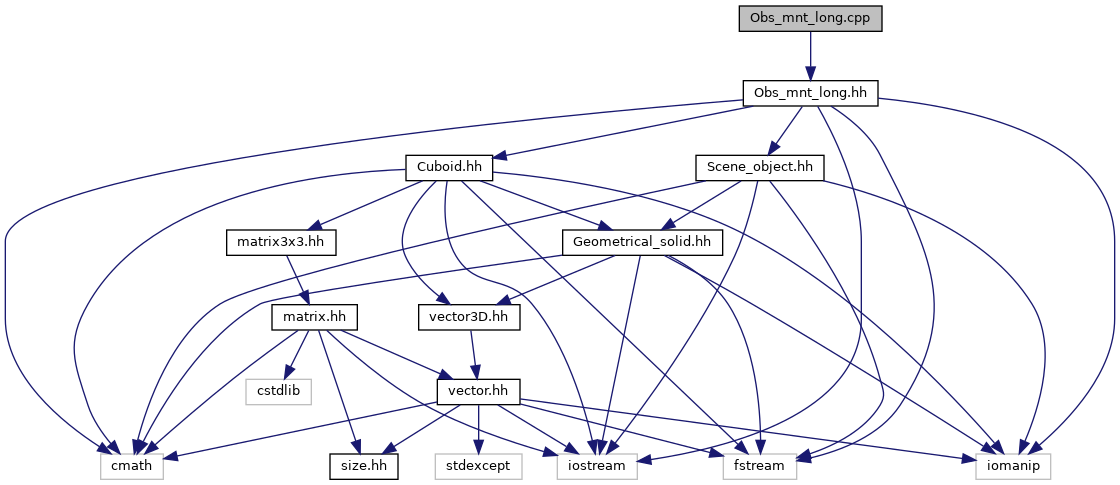 Obs_mnt_long.cpp
Obs_mnt_long.hh
Cuboid.hh
Scene_object.hh
matrix3x3.hh
Geometrical_solid.hh
matrix.hh
vector3D.hh
cstdlib
vector.hh
cmath
size.hh
stdexcept
iostream
fstream
iomanip